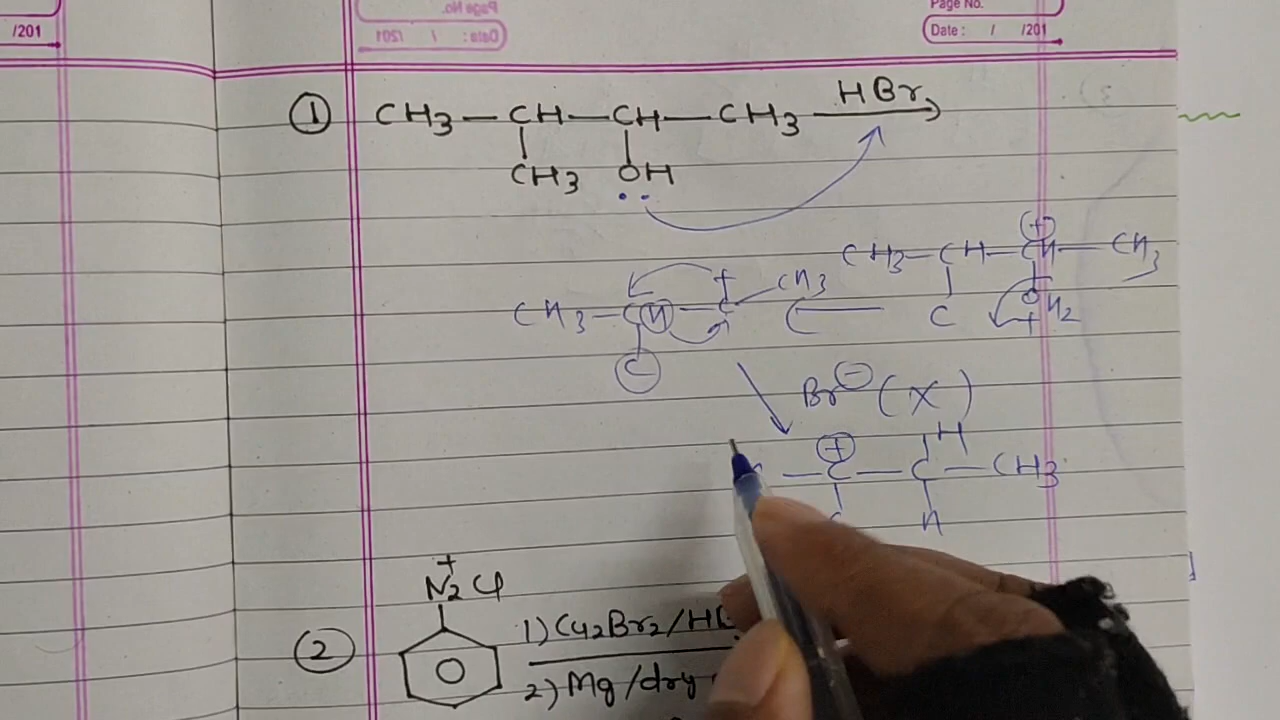 Page No.
Date : / /201
/201
① CH3—CH—CH—CH3 HBr
CH3 OH
CH3—CH—CH—CH3
(+)
CH3—CH—C CH3
+
C OH2
+
C
Br⊖ (X)
⊕ H
—C—C—CH3
H
+
N2Cl
② 1) Cu2Br2/H
2) Mg/dry